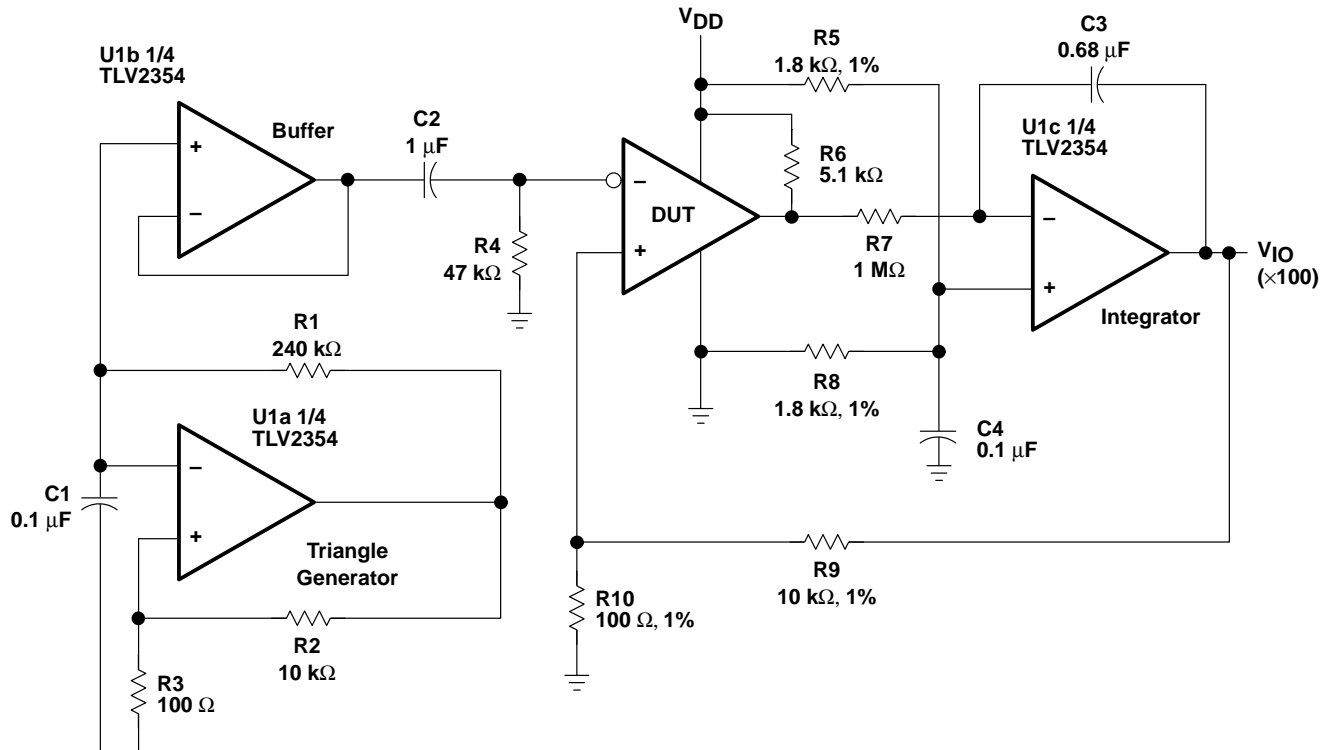 VDD
U1b 1/4
TLV2354
Buffer
+
−
C2
1 μF
R4
47 kΩ
R5
1.8 kΩ, 1%
R6
5.1 kΩ
DUT
−
+
R7
1 MΩ
C3
0.68 μF
U1c 1/4
TLV2354
−
+
Integrator
VIO
(×100)
R8
1.8 kΩ, 1%
C4
0.1 μF
R1
240 kΩ
U1a 1/4
TLV2354
−
+
Triangle
Generator
C1
0.1 μF
R2
10 kΩ
R3
100 Ω
R9
10 kΩ, 1%
R10
100 Ω, 1%